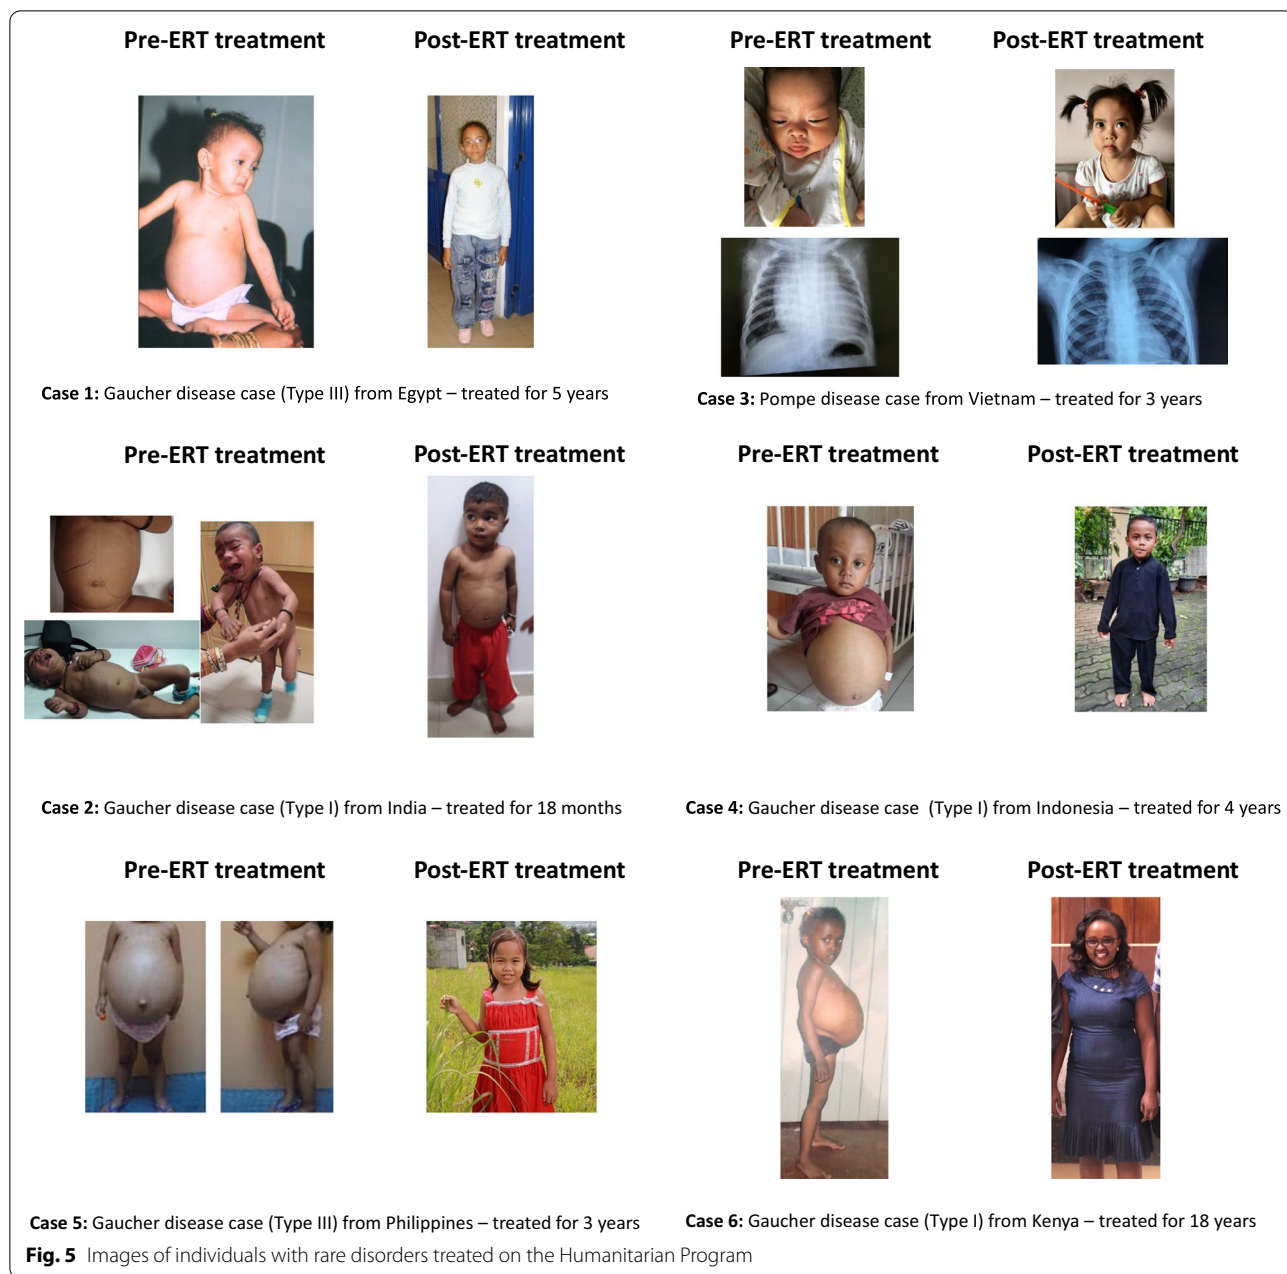 Pre-ERT treatment Post-ERT treatment
Pre-ERT treatment Post-ERT treatment
Case 1: Gaucher disease case (Type III) from Egypt – treated for 5 years
Case 3: Pompe disease case from Vietnam – treated for 3 years
Pre-ERT treatment Post-ERT treatment
Pre-ERT treatment Post-ERT treatment
Case 2: Gaucher disease case (Type I) from India – treated for 18 months
Case 4: Gaucher disease case (Type I) from Indonesia – treated for 4 years
Pre-ERT treatment Post-ERT treatment
Pre-ERT treatment Post-ERT treatment
Case 5: Gaucher disease case (Type III) from Philippines – treated for 3 years
Case 6: Gaucher disease case (Type I) from Kenya – treated for 18 years
Fig. 5 Images of individuals with rare disorders treated on the Humanitarian Program